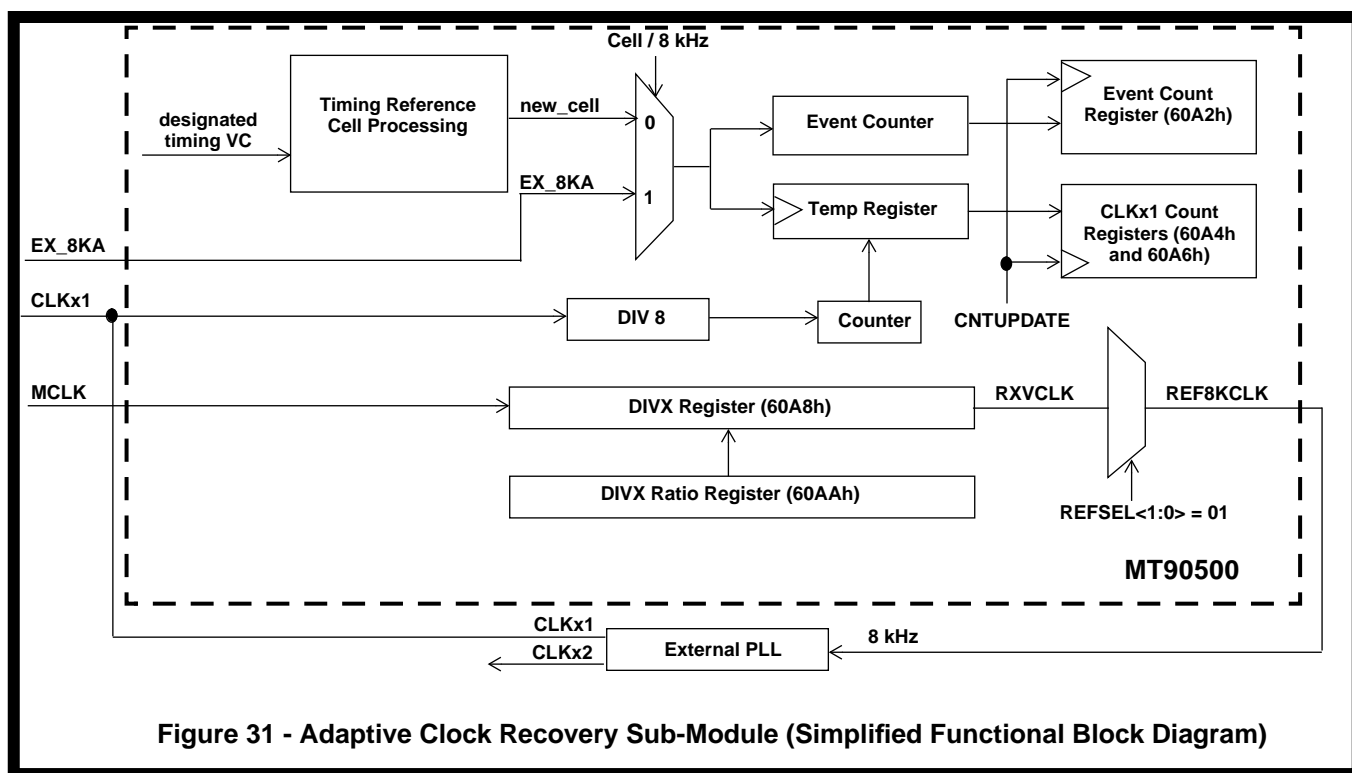 Cell / 8 kHz
designated
timing VC
Timing Reference
Cell Processing
new_cell
0
EX_8KA
1
Event Counter
Temp Register
Event Count
Register (60A2h)
CLKx1 Count
Registers (60A4h
and 60A6h)
EX_8KA
CLKx1
DIV 8
Counter
CNTUPDATE
MCLK
DIVX Register (60A8h)
RXVCLK
REF8KCLK
DIVX Ratio Register (60AAh)
REFSEL<1:0> = 01
MT90500
CLKx1
CLKx2
External PLL
8 kHz
Figure 31 - Adaptive Clock Recovery Sub-Module (Simplified Functional Block Diagram)